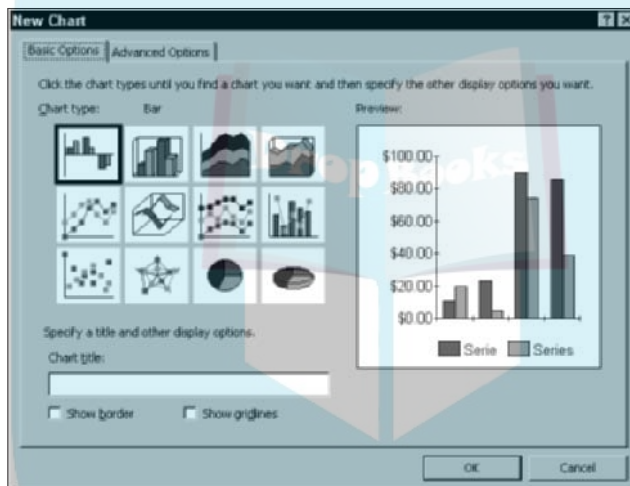 New Chart
Basic Options Advanced Options
Click the chart types until you find a chart you want and then specify the other display options you want.
Chart type: Bar
Preview:
DropBooks
$100.00
$80.00
$60.00
$40.00
$20.00
$0.00
Serie Series
Specify a title and other display options.
Chart title:
Show border Show gridlines
OK Cancel